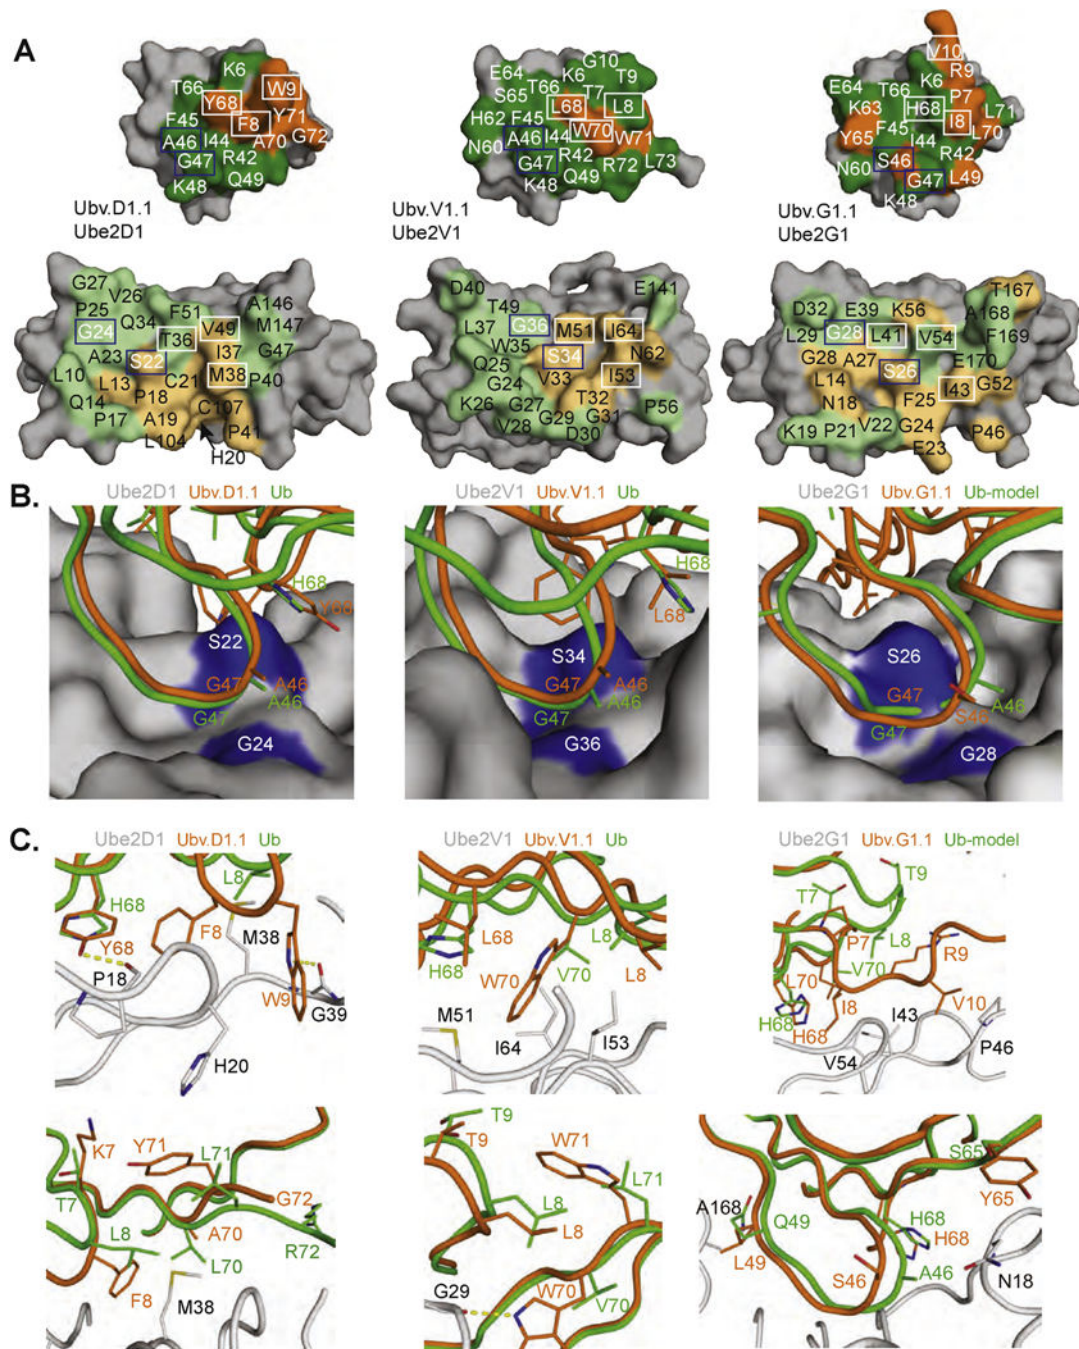 A
K6
W9
T66
Y68
Y71
F8
F45
A70
G72
A46
I44
G47
R42
K48
Q49
Ubv.D1.1
Ube2D1
G10
E64
K6
T9
T66
T7
S65
L68
L8
H62
F45
W70
A46
I44
W71
N60
G47
R42
R72
L73
K48
Q49
Ubv.V1.1
Ube2V1
V10
R9
K6
E64
T66
P7
K63
H68
L71
I8
Y65
F45
L70
I44
S46
R42
N60
G47
L49
K48
Ubv.G1.1
Ube2G1
G27
V26
P25
F51
A146
Q34
G24
T36
V49
M147
A23
S22
I37
G47
L10
L13
C21
M38
P40
Q14
P18
P17
A19
C107
L104
P41
H20
D40
T49
E141
L37
G36
M51
I64
W35
S34
N62
Q25
V33
I53
G24
T32
K26
G27
G31
P56
V28
G29
D30
T167
D32
E39
K56
A168
L29
G28
L41
V54
F169
G28
A27
E170
S26
L14
I43
G52
F25
N18
K19
P21
V22
G24
P46
E23
B.
Ube2D1 Ubv.D1.1 Ub
H68
Y68
S22
G47
A46
G47
A46
G24
Ube2V1 Ubv.V1.1 Ub
H68
L68
S34
G47
A46
G47
A46
G36
Ube2G1 Ubv.G1.1 Ub-model
S26
G47
A46
S46
G47
G28
C.
Ube2D1 Ubv.D1.1 Ub
L8
H68
F8
M38
Y68
P18
W9
G39
H20
Ube2V1 Ubv.V1.1 Ub
L68
L8
H68
W70
V70
L8
M51
I64
I53
Ube2G1 Ubv.G1.1 Ub-model
T9
T7
P7
L8
R9
V70
L70
I8
V10
H68
H68
I43
P46
V54
K7
Y71
L71
T7
G72
L8
A70
R72
L70
F8
M38
T9
T9
W71
L71
L8
L8
G29
W70
V70
S65
Y65
A168
Q49
H68
H68
L49
S46
A46
N18